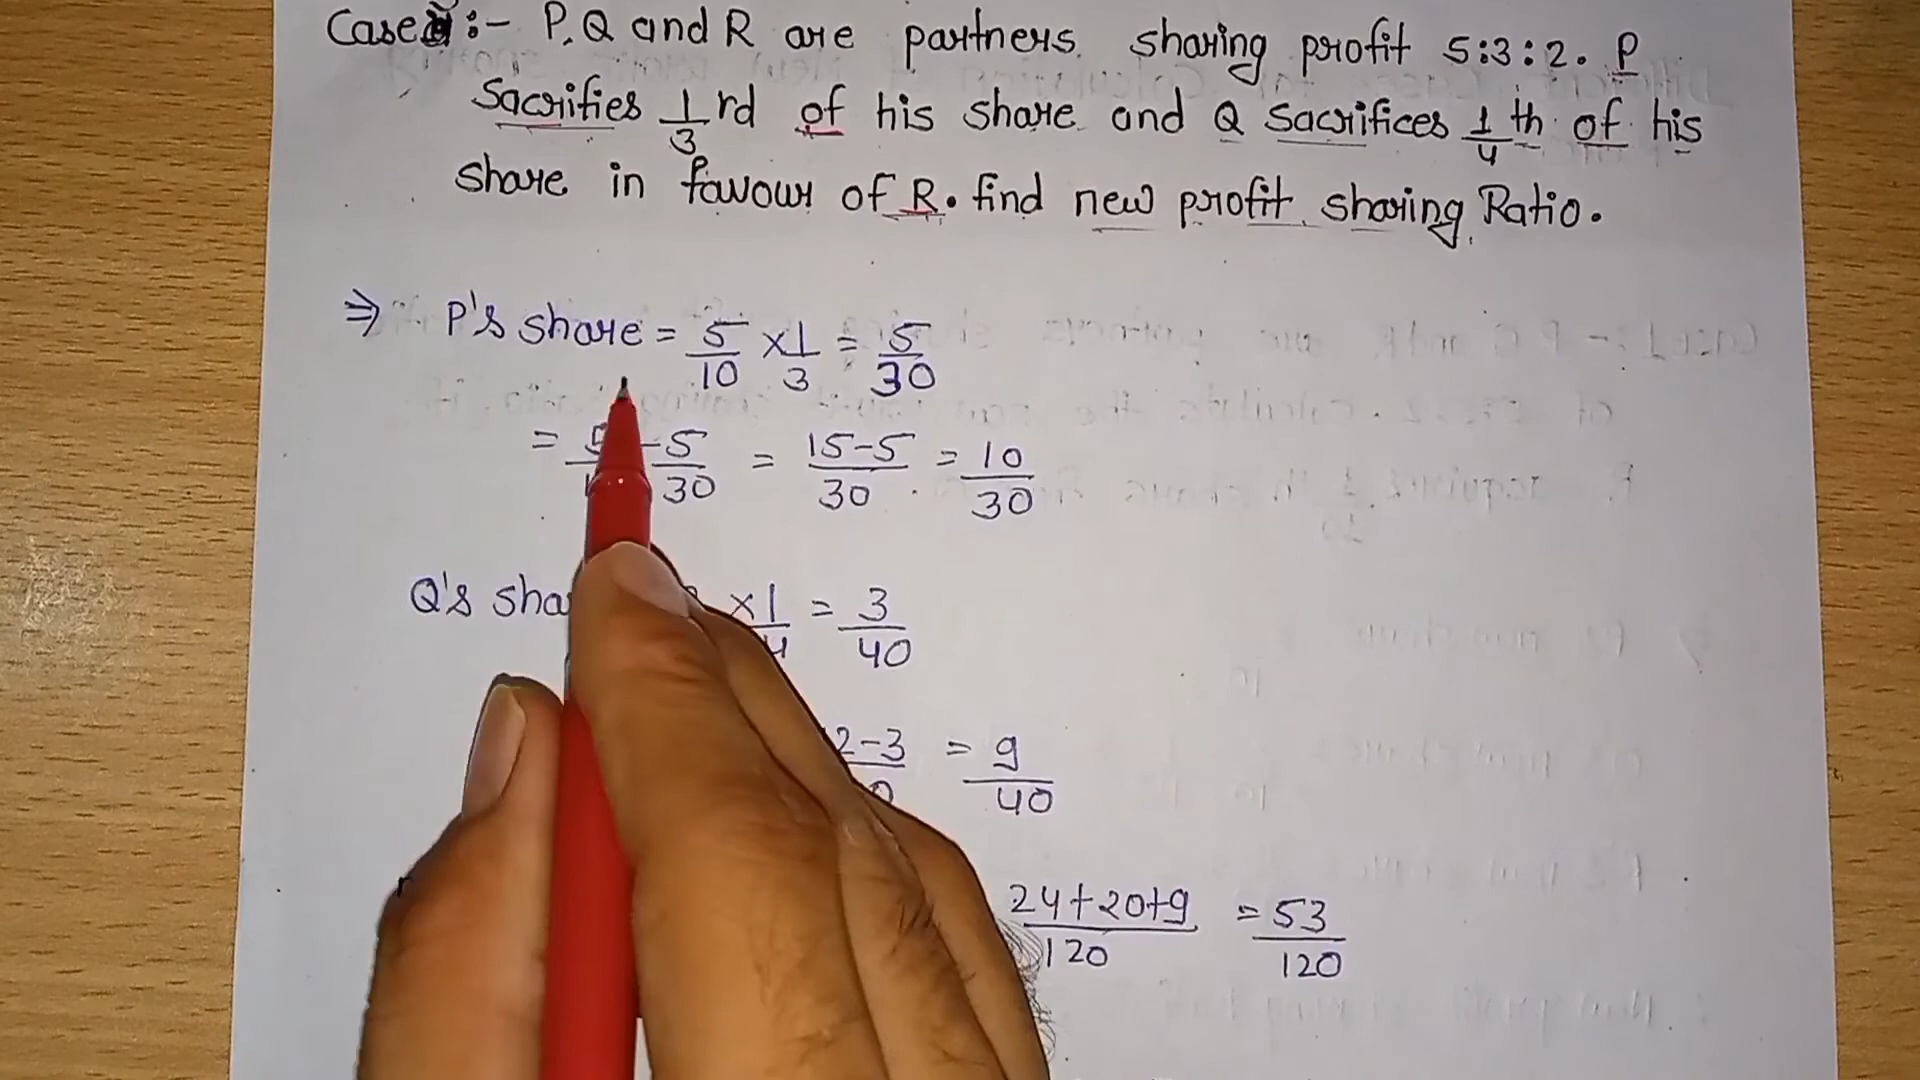 Case :- P, Q and R are partners sharing profit 5:3:2. P
Sacrifies 1/3 rd of his share and Q Sacrifices 1/4 th of his
share in favour of R. find new profit sharing Ratio.
⇒ P's share = 5/10 × 1/3 = 5/30
= - 5/30 = 15-5/30 = 10/30
Q's × 1/4 = 3/40
-3 = 9/40
24+20+9/120 = 53/120